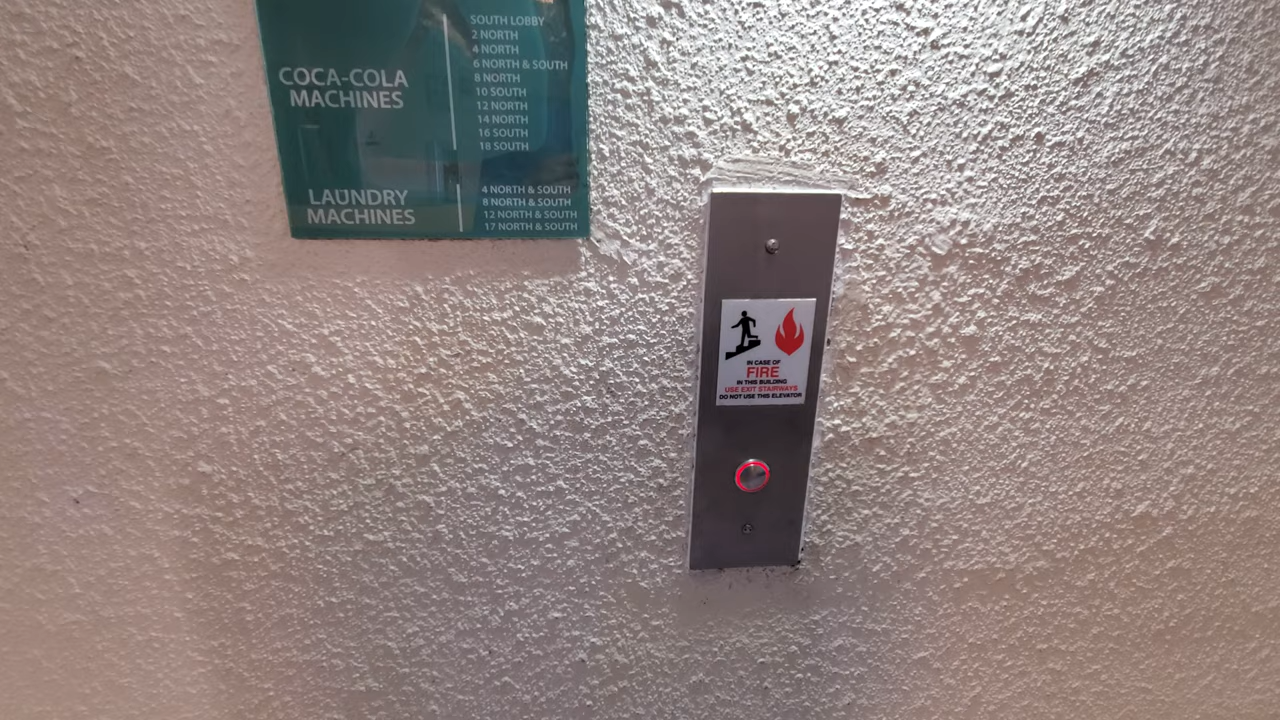 COCA-COLA
MACHINES
SOUTH LOBBY
2 NORTH
4 NORTH
6 NORTH & SOUTH
8 NORTH
10 SOUTH
12 NORTH
14 NORTH
16 SOUTH
18 SOUTH
LAUNDRY
MACHINES
4 NORTH & SOUTH
8 NORTH & SOUTH
12 NORTH & SOUTH
17 NORTH & SOUTH
IN CASE OF
FIRE
IN THIS BUILDING
USE EXIT STAIRWAYS
DO NOT USE THIS ELEVATOR